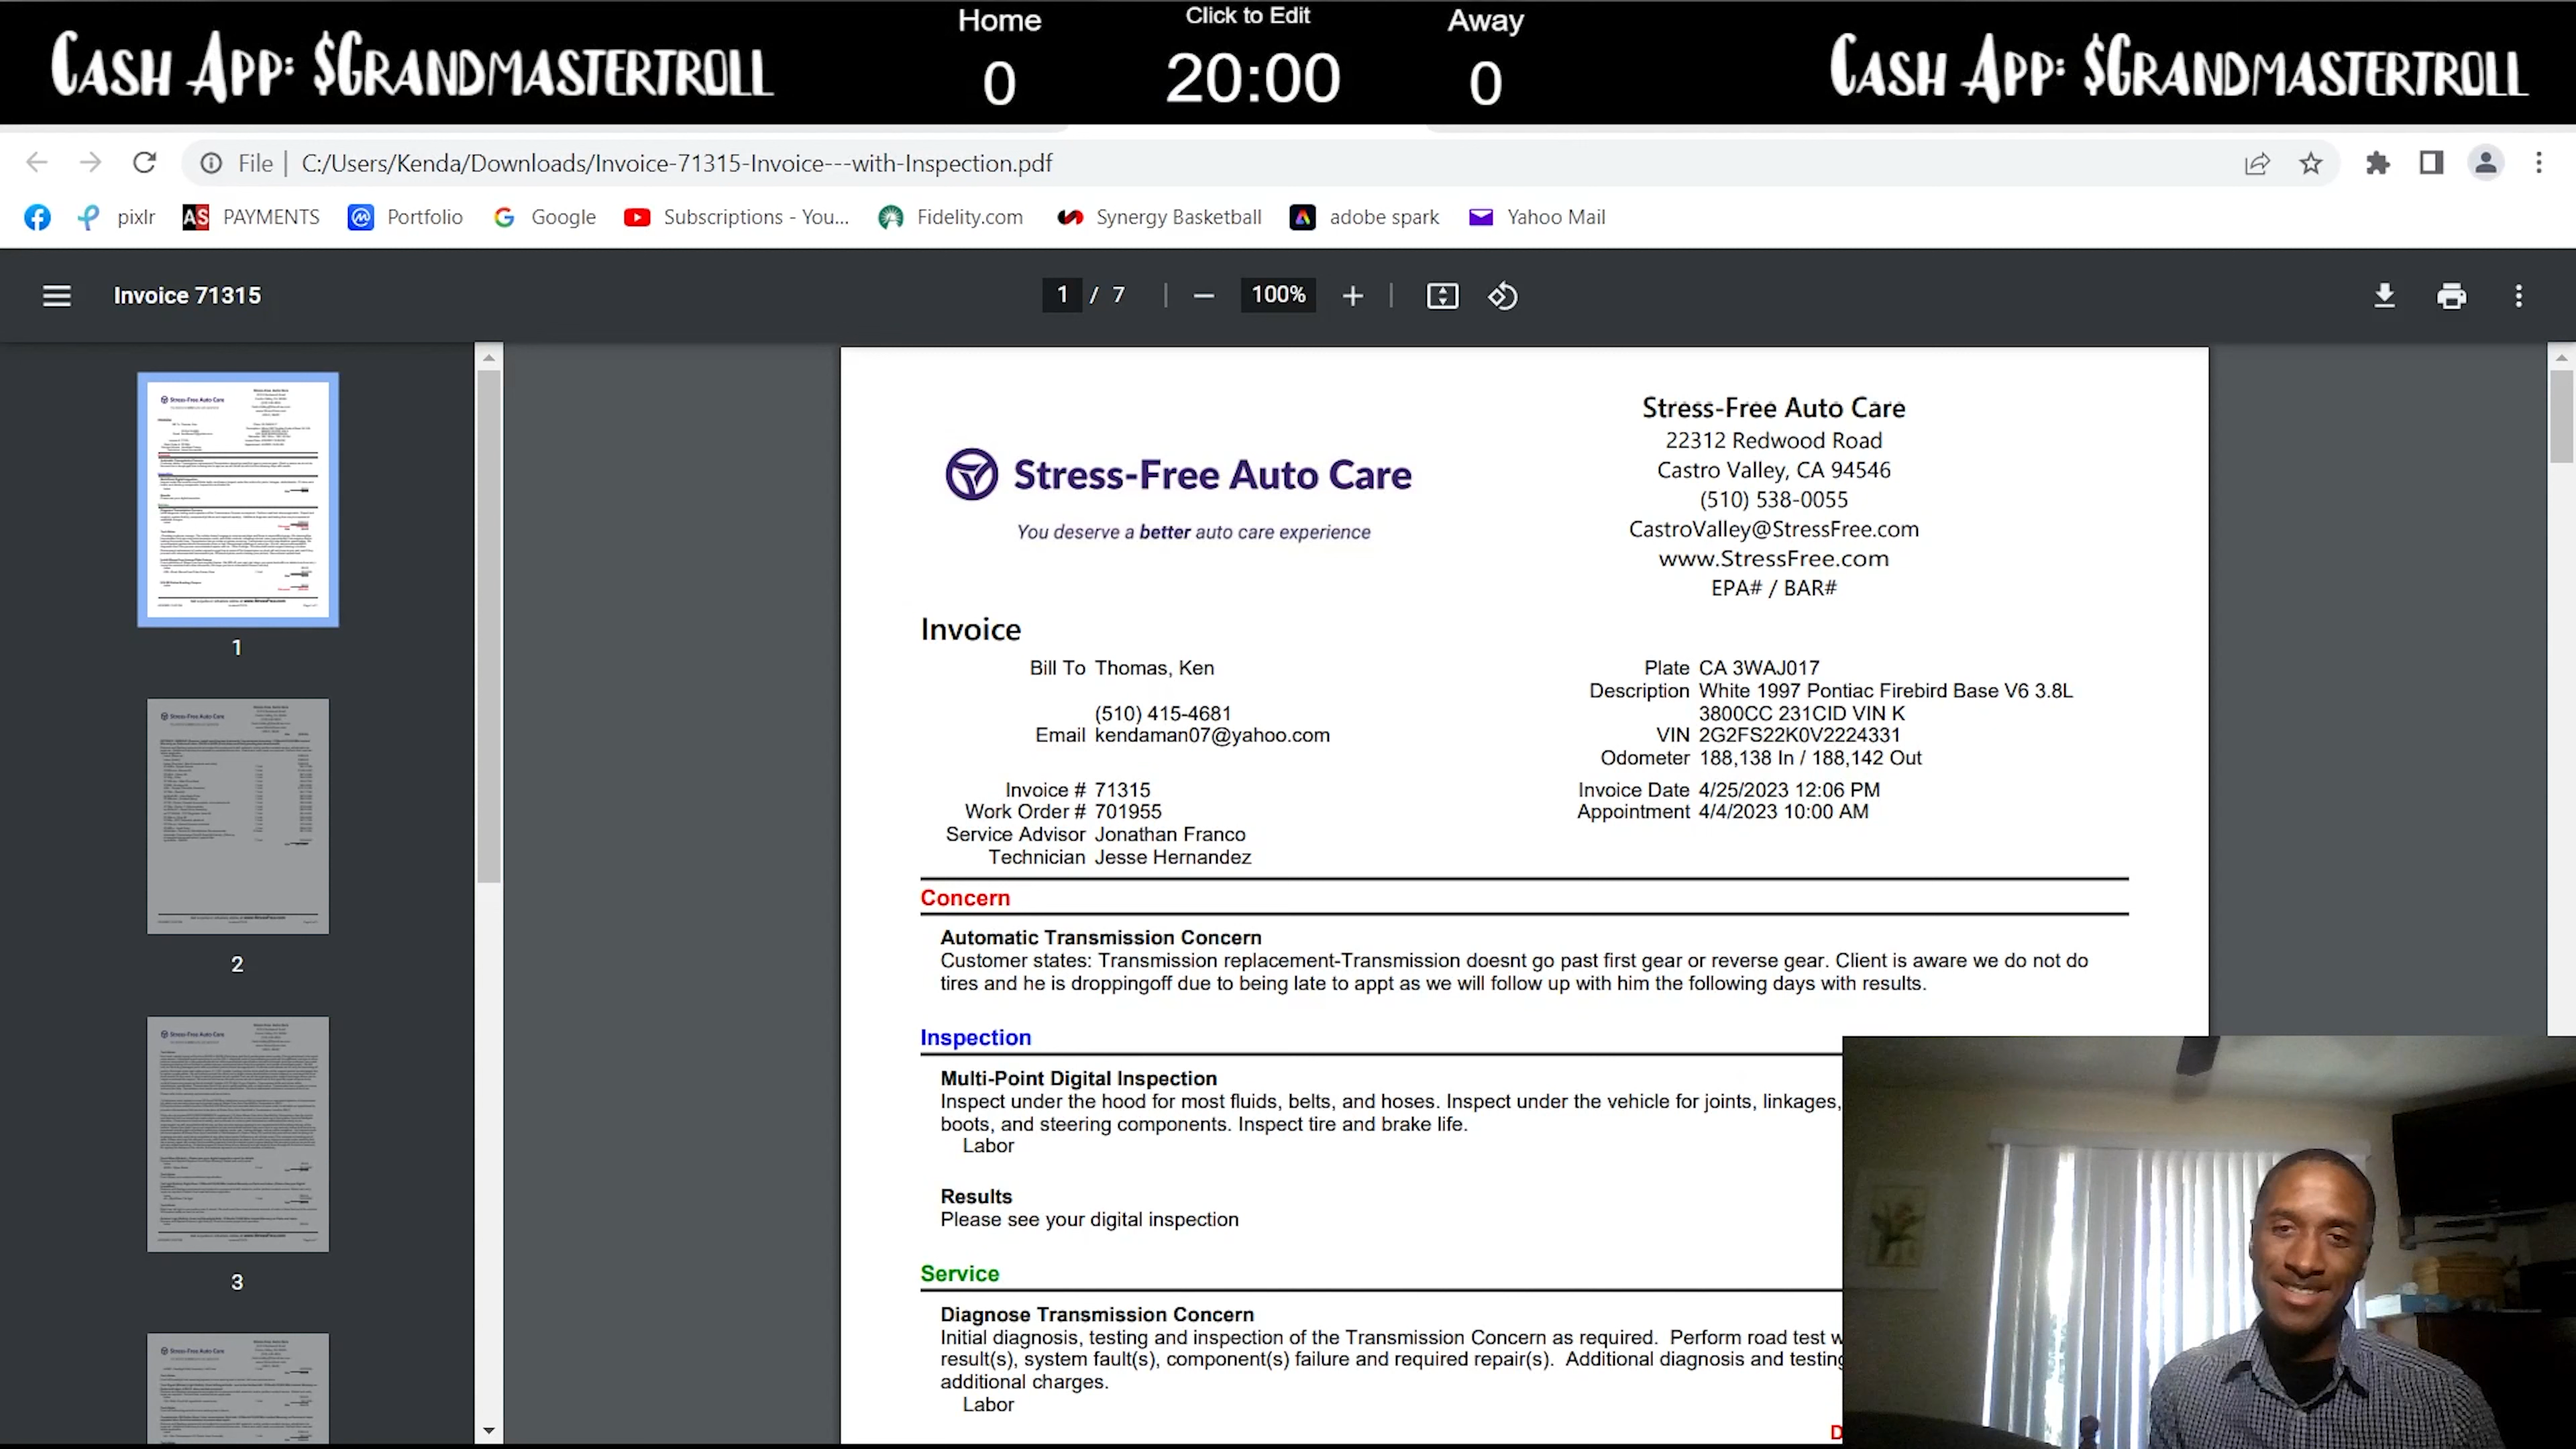 CASH APP: $GRANDMASTERTROLL
Home
0
Click to Edit
20:00
Away
0
CASH APP: $GRANDMASTERTROLL
File | C:/Users/Kenda/Downloads/Invoice-71315-Invoice---with-Inspection.pdf
pixlr
PAYMENTS
Portfolio
Google
Subscriptions - You...
Fidelity.com
Synergy Basketball
adobe spark
Yahoo Mail
Invoice 71315
1 / 7
100%
1
2
3
Stress-Free Auto Care
You deserve a better auto care experience
Stress-Free Auto Care
22312 Redwood Road
Castro Valley, CA 94546
(510) 538-0055
CastroValley@StressFree.com
www.StressFree.com
EPA# / BAR#
Invoice
Bill To Thomas, Ken
(510) 415-4681
Email kendaman07@yahoo.com
Invoice # 71315
Work Order # 701955
Service Advisor Jonathan Franco
Technician Jesse Hernandez
Plate CA 3WAJ017
Description White 1997 Pontiac Firebird Base V6 3.8L
3800CC 231CID VIN K
VIN 2G2FS22K0V2224331
Odometer 188,138 In / 188,142 Out
Invoice Date 4/25/2023 12:06 PM
Appointment 4/4/2023 10:00 AM
Concern
Automatic Transmission Concern
Customer states: Transmission replacement-Transmission doesnt go past first gear or reverse gear. Client is aware we do not do
tires and he is droppingoff due to being late to appt as we will follow up with him the following days with results.
Inspection
Multi-Point Digital Inspection
Inspect under the hood for most fluids, belts, and hoses. Inspect under the vehicle for joints, linkages,
boots, and steering components. Inspect tire and brake life.
Labor
Results
Please see your digital inspection
Service
Diagnose Transmission Concern
Initial diagnosis, testing and inspection of the Transmission Concern as required. Perform road test w
result(s), system fault(s), component(s) failure and required repair(s). Additional diagnosis and testing
additional charges.
Labor